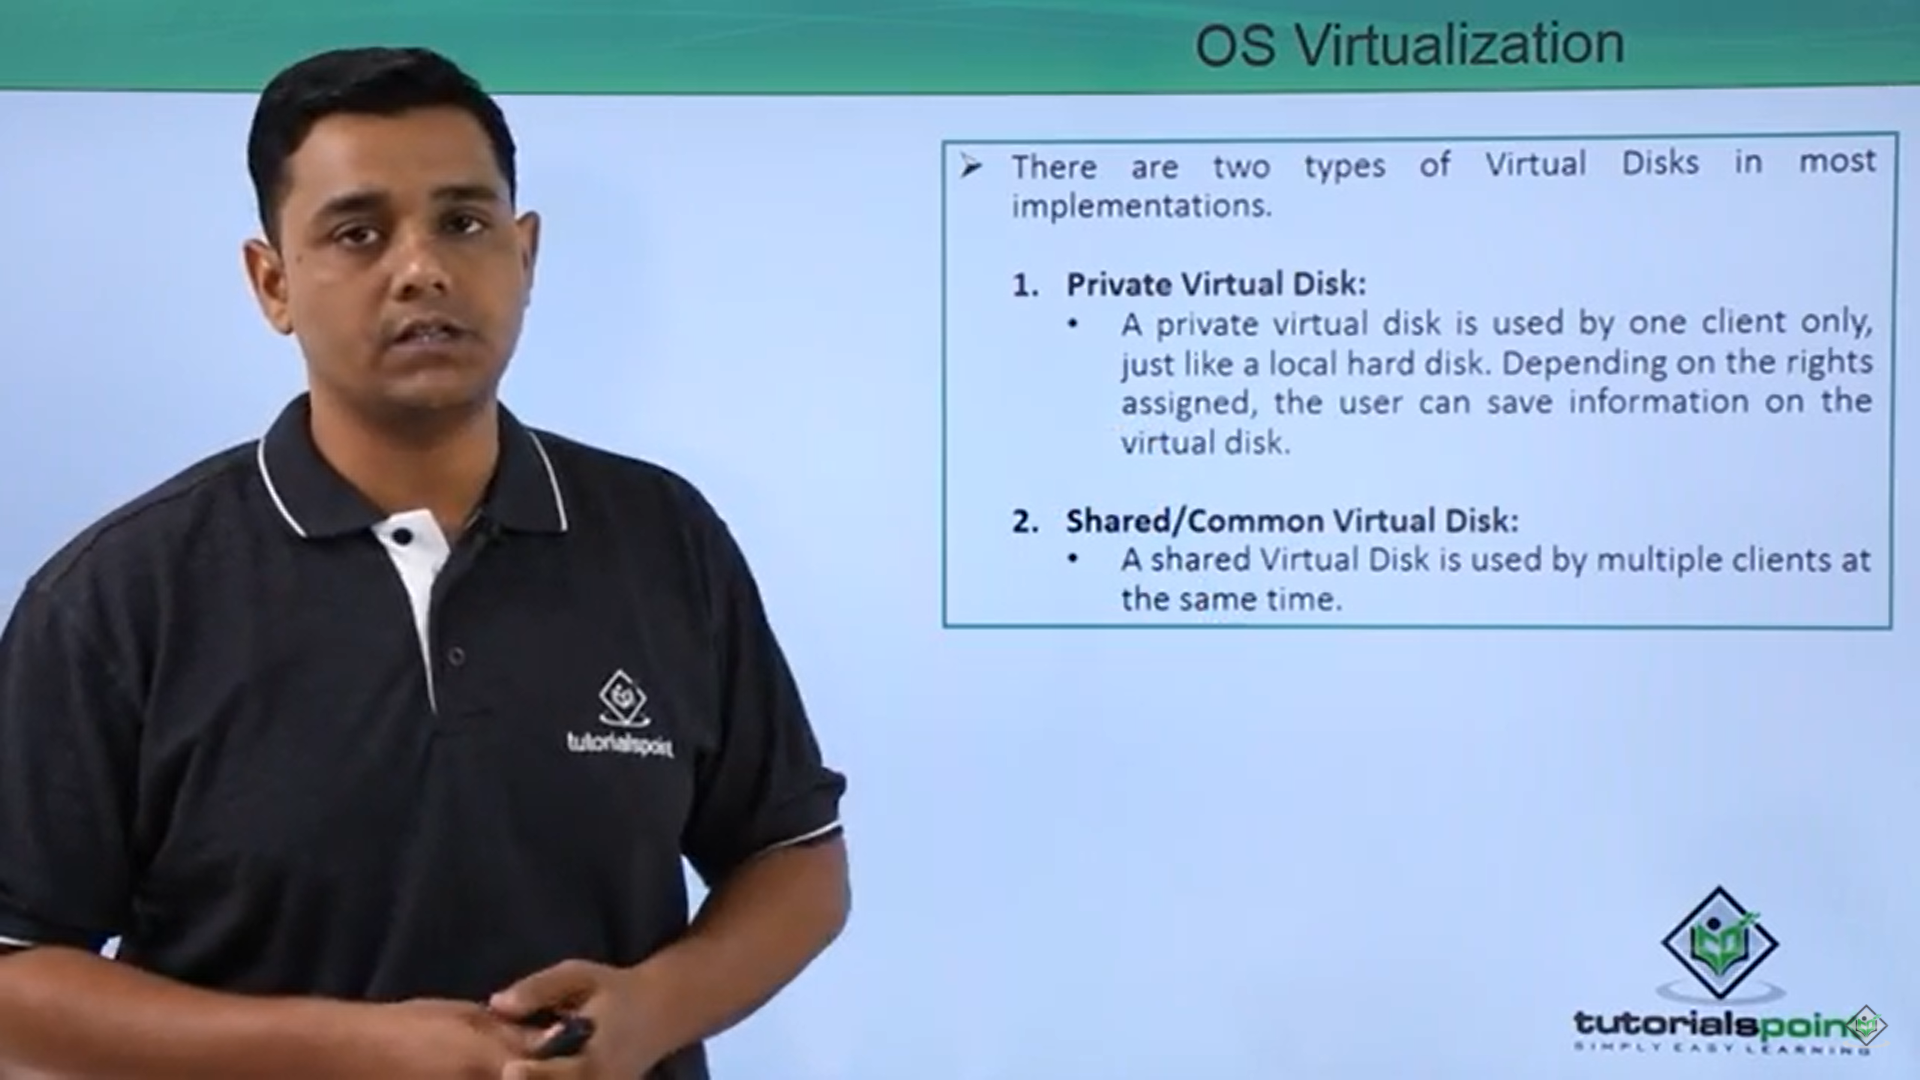 OS Virtualization
➢ There are two types of Virtual Disks in most
implementations.
1. Private Virtual Disk:
• A private virtual disk is used by one client only,
just like a local hard disk. Depending on the rights
assigned, the user can save information on the
virtual disk.
2. Shared/Common Virtual Disk:
• A shared Virtual Disk is used by multiple clients at
the same time.
tutorialspoint
tutorialspoint
SIMPLY EASY LEARNING